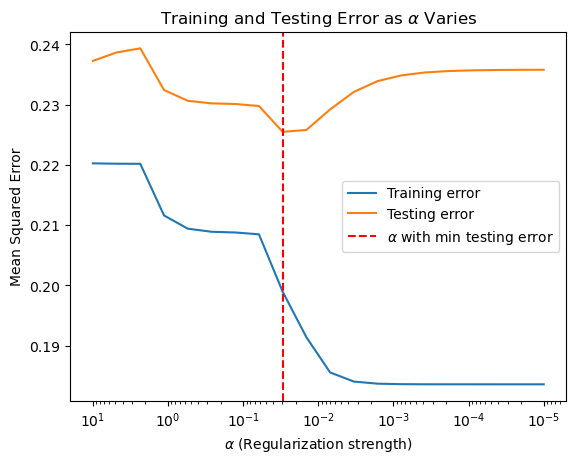 Training and Testing Error as α Varies
Mean Squared Error
0.24
0.23
0.22
0.21
0.20
0.19
Training error
Testing error
α with min testing error
10¹ 10⁰ 10⁻¹ 10⁻² 10⁻³ 10⁻⁴ 10⁻⁵
α (Regularization strength)